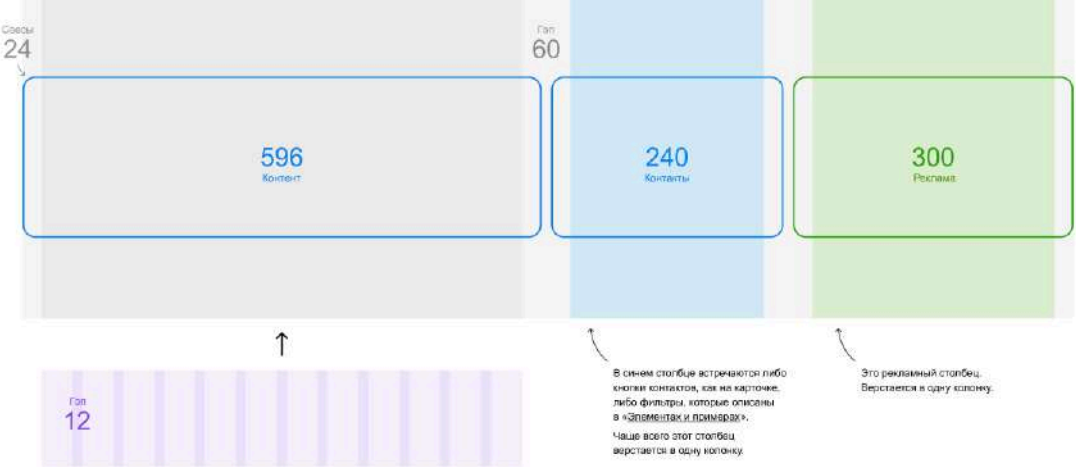 Гап
24
60
596
Контент
240
Контакты
300
Реклама
В синем столбце встречаются либо
кнопки контактов, как на карточке,
либо фильтры, которые описаны
в «Элементах и примерах».
Чаще всего этот столбец
верстается в одну колонку.
Это рекламный столбец.
Верстается в одну колонку.
Гап
12